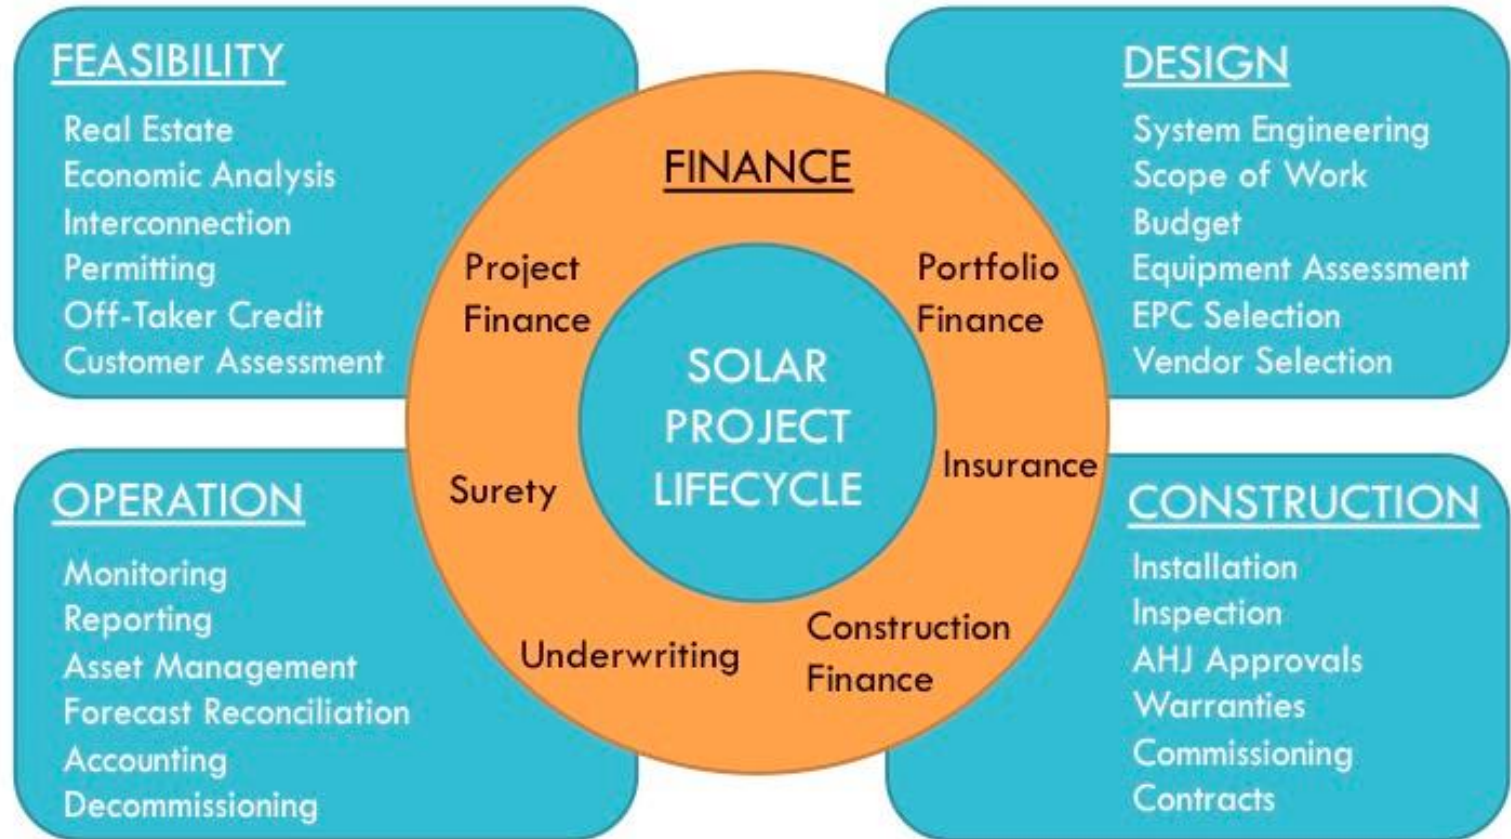 FEASIBILITY
Real Estate
Economic Analysis
Interconnection
Permitting
Off-Taker Credit
Customer Assessment
DESIGN
System Engineering
Scope of Work
Budget
Equipment Assessment
EPC Selection
Vendor Selection
FINANCE
Project
Finance
Portfolio
Finance
Surety
Insurance
Underwriting
Construction
Finance
SOLAR
PROJECT
LIFECYCLE
OPERATION
Monitoring
Reporting
Asset Management
Forecast Reconciliation
Accounting
Decommissioning
CONSTRUCTION
Installation
Inspection
AHJ Approvals
Warranties
Commissioning
Contracts